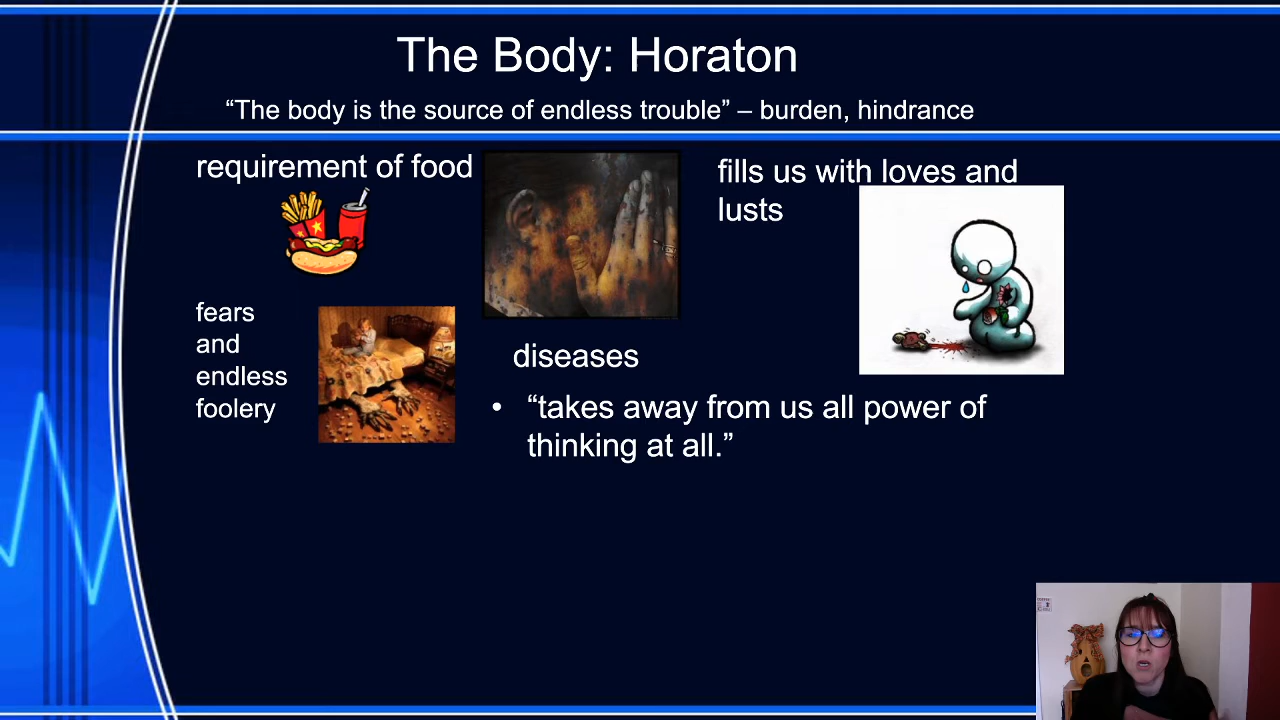 The Body: Horaton
“The body is the source of endless trouble” – burden, hindrance
requirement of food
fills us with loves and
lusts
fears
and
endless
foolery
diseases
• “takes away from us all power of
thinking at all.”